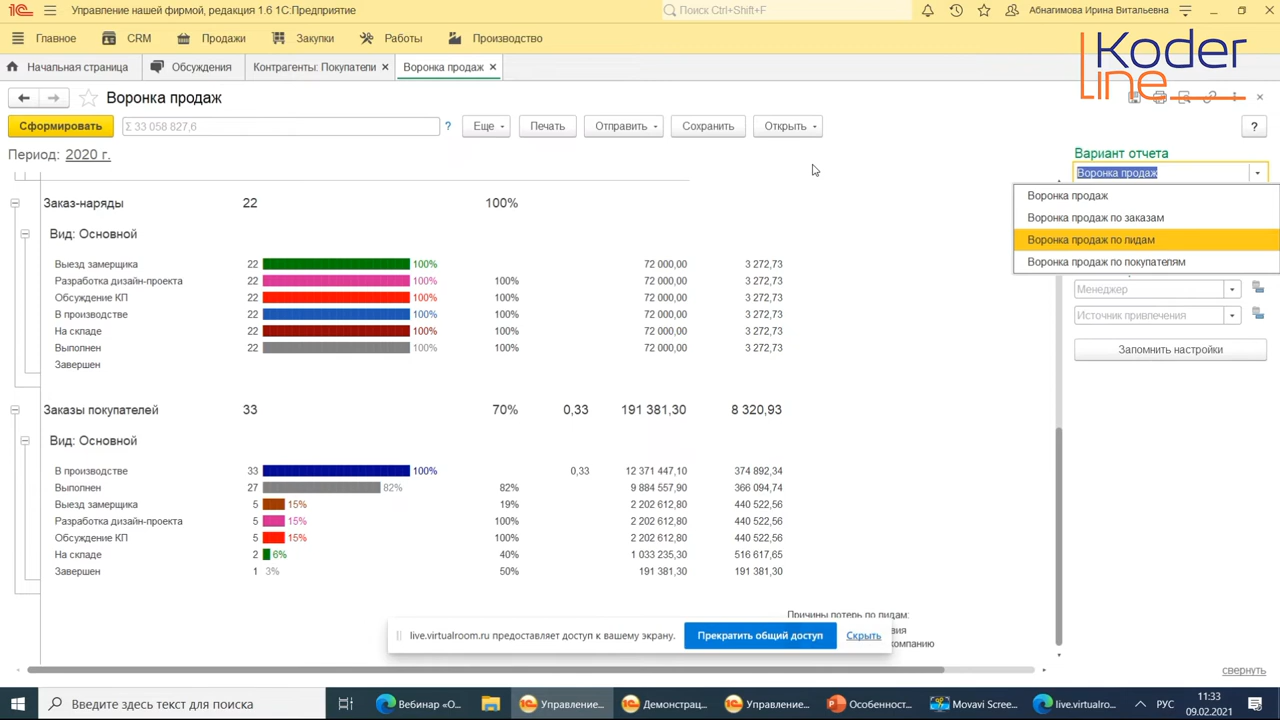 Управление нашей фирмой, редакция 1.6 1С:Предприятие
Поиск Ctrl+Shift+F
Абнагимова Ирина Витальевна
Главное
CRM
Продажи
Закупки
Работы
Производство
Koder
Line
Начальная страница
Обсуждения
Контрагенты: Покупатели ×
Воронка продаж ×
Воронка продаж
Сформировать
Σ 33 058 827,6
?
Еще
Печать
Отправить
Сохранить
Открыть
?
Период: 2020 г.
Вариант отчета
Воронка продаж
Воронка продаж
Воронка продаж по заказам
Воронка продаж по лидам
Воронка продаж по покупателям
Менеджер
Источник привлечения
Запомнить настройки
Заказ-наряды 22 100%
Вид: Основной
Выезд замерщика 22 100% 72 000,00 3 272,73
Разработка дизайн-проекта 22 100% 100% 72 000,00 3 272,73
Обсуждение КП 22 100% 100% 72 000,00 3 272,73
В производстве 22 100% 100% 72 000,00 3 272,73
На складе 22 100% 100% 72 000,00 3 272,73
Выполнен 22 100% 100% 72 000,00 3 272,73
Завершен
Заказы покупателей 33 70% 0,33 191 381,30 8 320,93
Вид: Основной
В производстве 33 100% 0,33 12 371 447,10 374 892,34
Выполнен 27 82% 82% 9 884 557,90 366 094,74
Выезд замерщика 5 15% 19% 2 202 612,80 440 522,56
Разработка дизайн-проекта 5 15% 100% 2 202 612,80 440 522,56
Обсуждение КП 5 15% 100% 2 202 612,80 440 522,56
На складе 2 6% 40% 1 033 235,30 516 617,65
Завершен 1 3% 50% 191 381,30 191 381,30
Причины потерь по лидам:
вия
компанию
live.virtualroom.ru предоставляет доступ к вашему экрану.
Прекратить общий доступ
Скрыть
свернуть
Введите здесь текст для поиска
Вебинар «О...
Управление...
Демонстрац...
Управление...
Особенност...
Movavi Scree...
live.virtualro...
РУС
11:33
09.02.2021